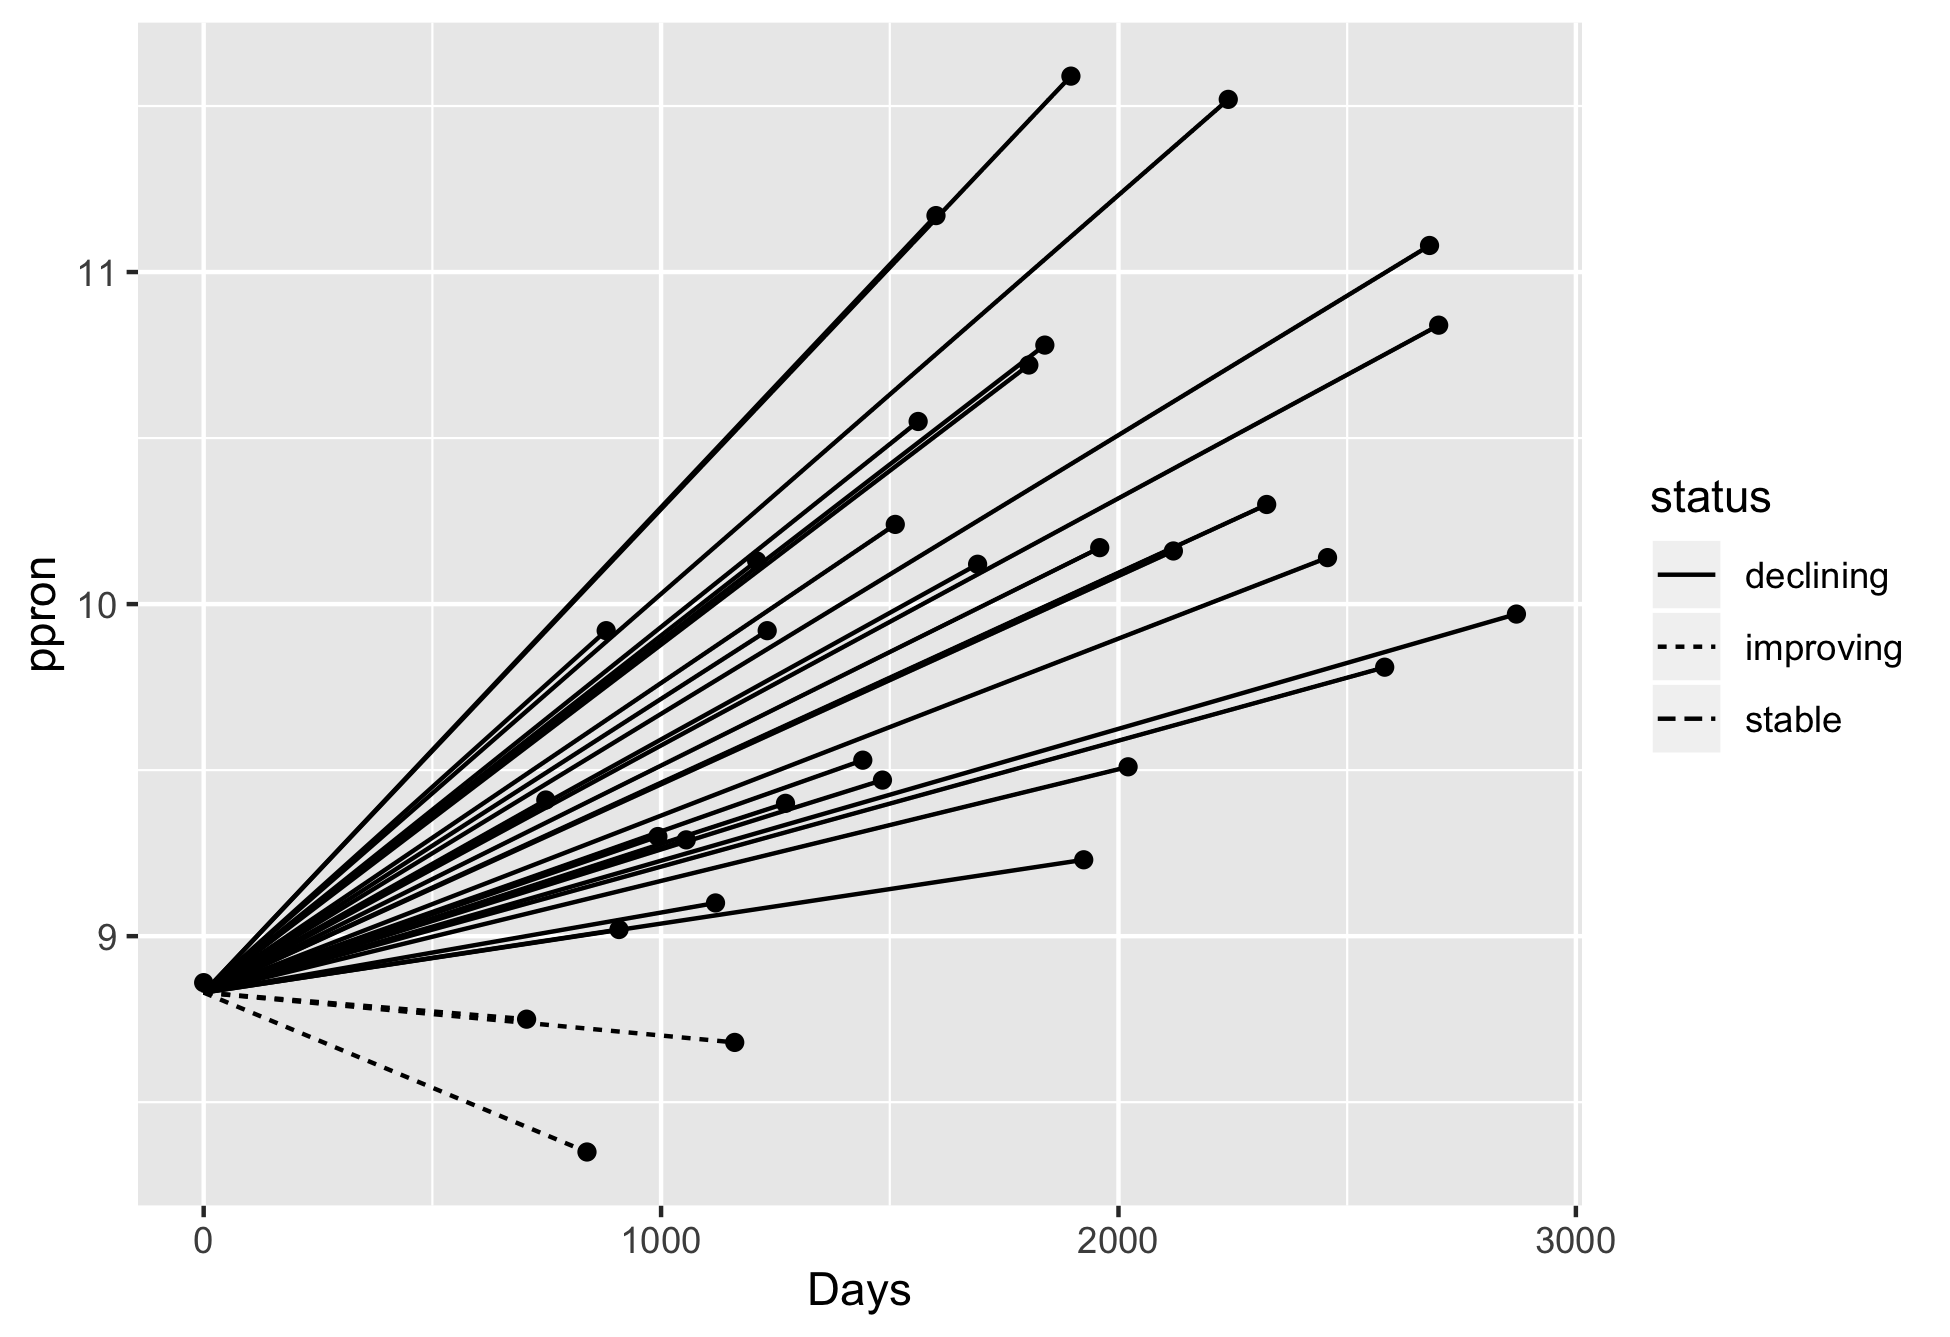 11
10
9
ppron
0 1000 2000 3000
Days
status
declining
improving
stable